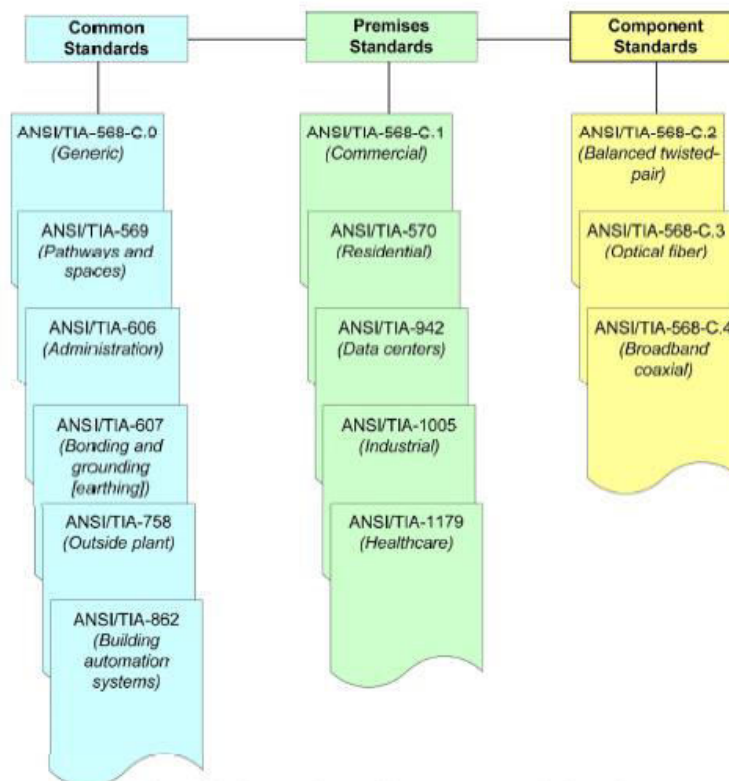 Common
Standards
ANSI/TIA-568-C.0
(Generic)
ANSI/TIA-569
(Pathways and
spaces)
ANSI/TIA-606
(Administration)
ANSI/TIA-607
(Bonding and
grounding
[earthing])
ANSI/TIA-758
(Outside plant)
ANSI/TIA-862
(Building
automation
systems)
Premises
Standards
ANSI/TIA-568-C.1
(Commercial)
ANSI/TIA-570
(Residential)
ANSI/TIA-942
(Data centers)
ANSI/TIA-1005
(Industrial)
ANSI/TIA-1179
(Healthcare)
Component
Standards
ANSI/TIA-568-C.2
(Balanced twisted-
pair)
ANSI/TIA-568-C.3
(Optical fiber)
ANSI/TIA-568-C.4
(Broadband
coaxial)